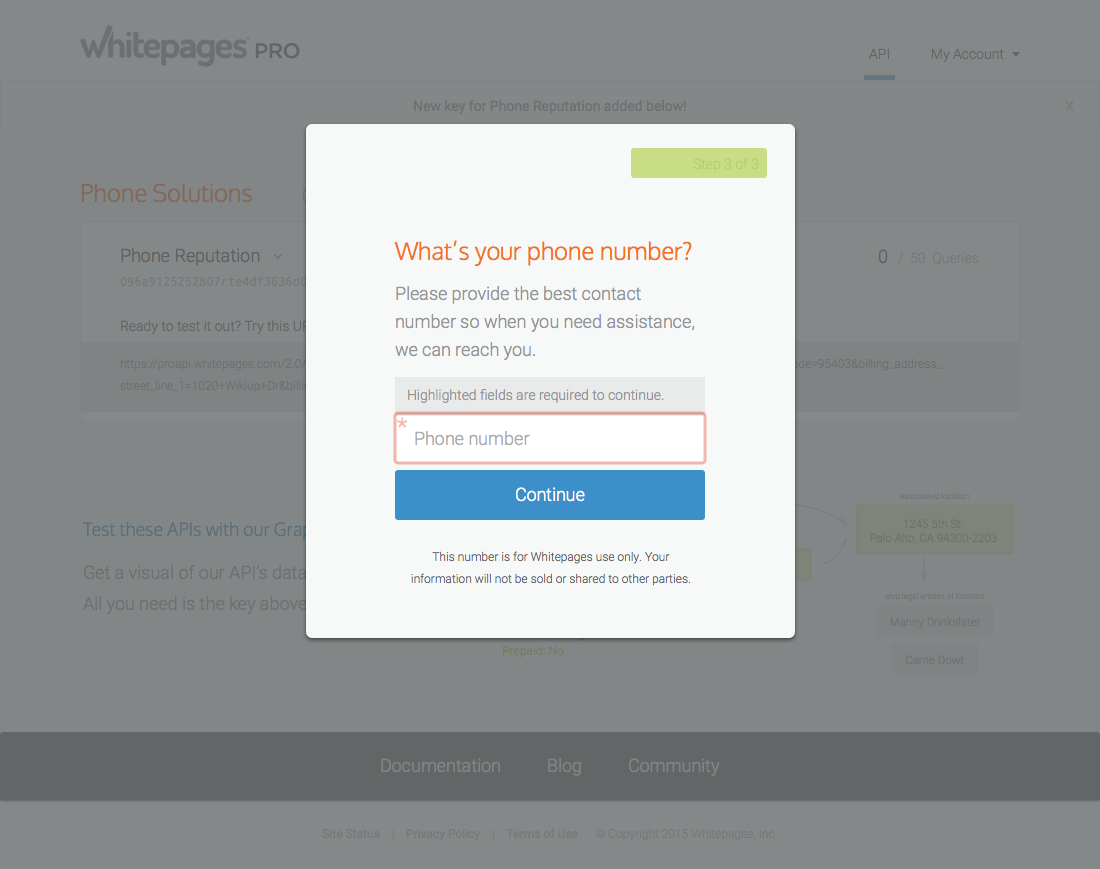 whitepages PRO
API
My Account
New key for Phone Reputation added below!
X
Step 3 of 3
Phone Solutions
What's your phone number?
Phone Reputation
0 / 50 Queries
096a9125252807rte4df3636d
Please provide the best contact
number so when you need assistance,
we can reach you.
Ready to test it out? Try this
https://proapi.whitepages.com/2.0/
de=95403&billing_address_
street_line_1=1020+Wikiup+Dr&billi
Highlighted fields are required to continue.
* Phone number
Continue
associated location
1245 5th St.
Palo Alto, CA 94300-2203
Test these APIs with our Grap
Get a visual of our API's data
All you need is the key above
This number is for Whitepages use only. Your
information will not be sold or shared to other parties.
also legal entites at location
Manny Drinkslater
Carrie Dowt
Prepaid: No
Documentation
Blog
Community
Site Status | Privacy Policy | Terms of Use © Copyright 2015 Whitepages, Inc.